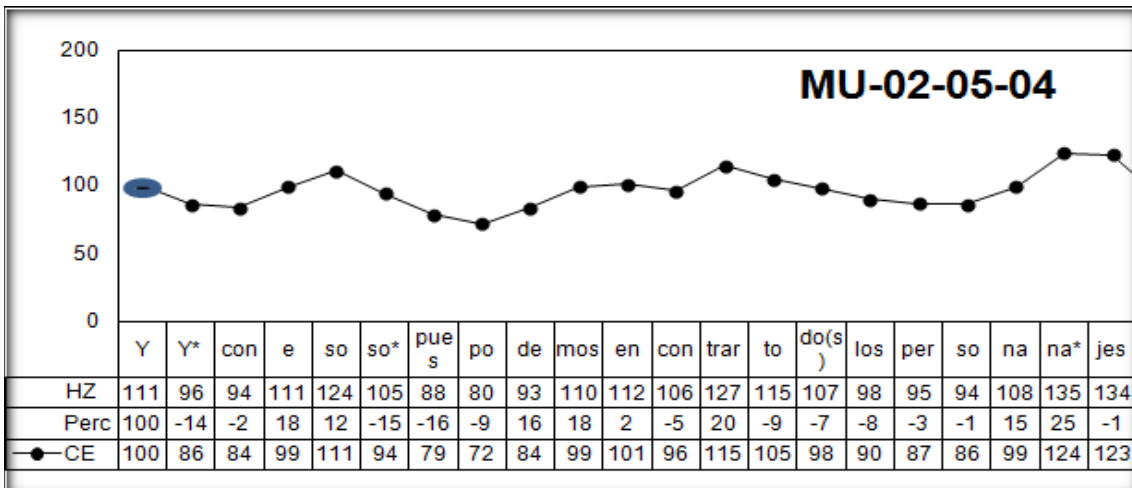 200
MU-02-05-04
150
100
50
0
Y Y* con e so so* pue s po de mos en con trar to do(s ) los per so na na* jes
HZ 111 96 94 111 124 105 88 80 93 110 112 106 127 115 107 98 95 94 108 135 134
Perc 100 -14 -2 18 12 -15 -16 -9 16 18 2 -5 20 -9 -7 -8 -3 -1 15 25 -1
CE 100 86 84 99 111 94 79 72 84 99 101 96 115 105 98 90 87 86 99 124 123